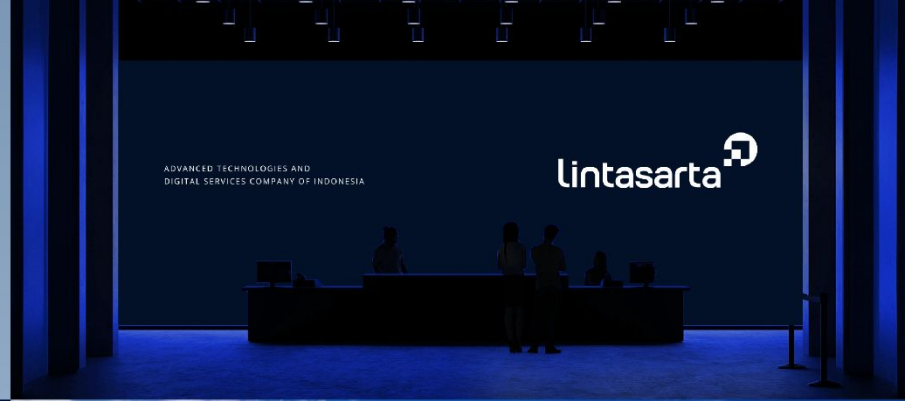 ADVANCED TECHNOLOGIES AND
DIGITAL SERVICES COMPANY OF INDONESIA
lintasarta